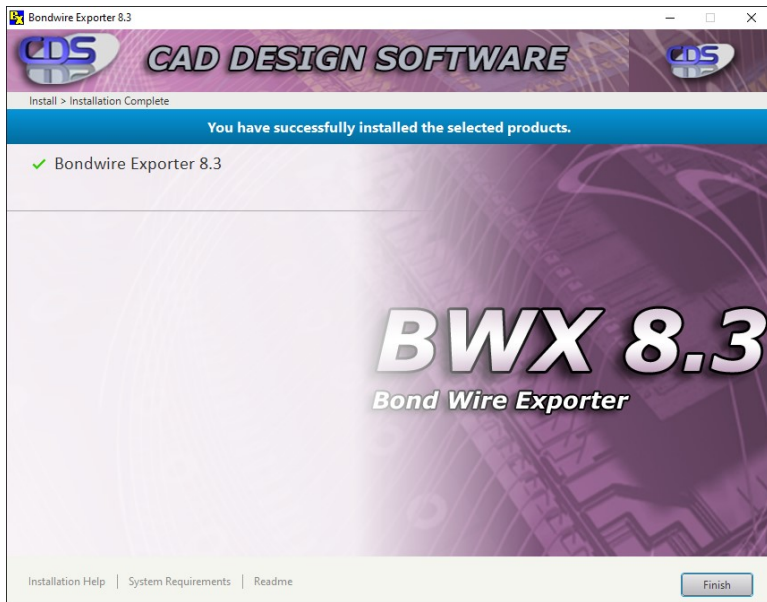 Bondwire Exporter 8.3
CDS CAD DESIGN SOFTWARE CDS
Install > Installation Complete
You have successfully installed the selected products.
Bondwire Exporter 8.3
BWX 8.3
Bond Wire Exporter
Installation Help | System Requirements | Readme
Finish